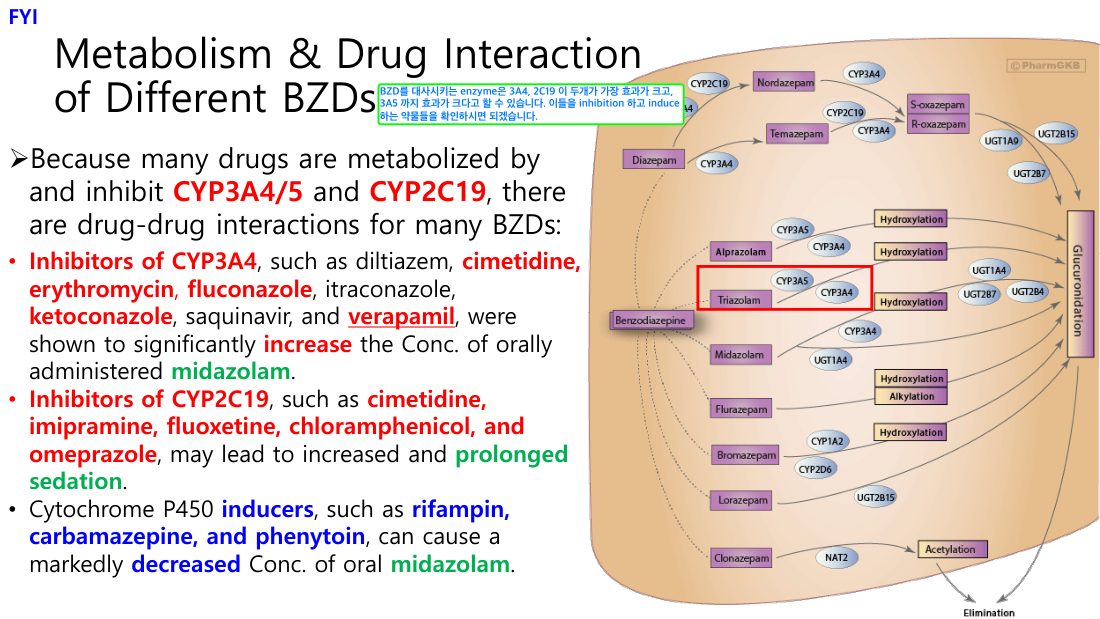 FYI
Metabolism & Drug Interaction
of Different BZDs
BZD를 대사시키는 enzyme은 3A4, 2C19 이 두개가 가장 효과가 크고,
3A5 까지 효과가 크다고 할 수 있습니다. 이들을 inhibition 하고 induce
하는 약물들을 확인하시면 되겠습니다.
➢Because many drugs are metabolized by
and inhibit CYP3A4/5 and CYP2C19, there
are drug-drug interactions for many BZDs:
• Inhibitors of CYP3A4, such as diltiazem, cimetidine,
erythromycin, fluconazole, itraconazole,
ketoconazole, saquinavir, and verapamil, were
shown to significantly increase the Conc. of orally
administered midazolam.
• Inhibitors of CYP2C19, such as cimetidine,
imipramine, fluoxetine, chloramphenicol, and
omeprazole, may lead to increased and prolonged
sedation.
• Cytochrome P450 inducers, such as rifampin,
carbamazepine, and phenytoin, can cause a
markedly decreased Conc. of oral midazolam.
© PharmGKB
CYP2C19
A4
Nordazepam
CYP3A4
S-oxazepam
R-oxazepam
CYP2C19
Temazepam
CYP3A4
Diazepam
CYP3A4
UGT1A9
UGT2B15
UGT2B7
Hydroxylation
CYP3A5
CYP3A4
Alprazolam
Hydroxylation
CYP3A5
CYP3A4
Triazolam
Hydroxylation
UGT1A4
UGT2B7
UGT2B4
Glucuronidation
Benzodiazepine
CYP3A4
Midazolam
UGT1A4
Hydroxylation
Alkylation
Flurazepam
Hydroxylation
CYP1A2
Bromazepam
CYP2D6
Lorazepam
UGT2B15
Clonazepam
NAT2
Acetylation
Elimination